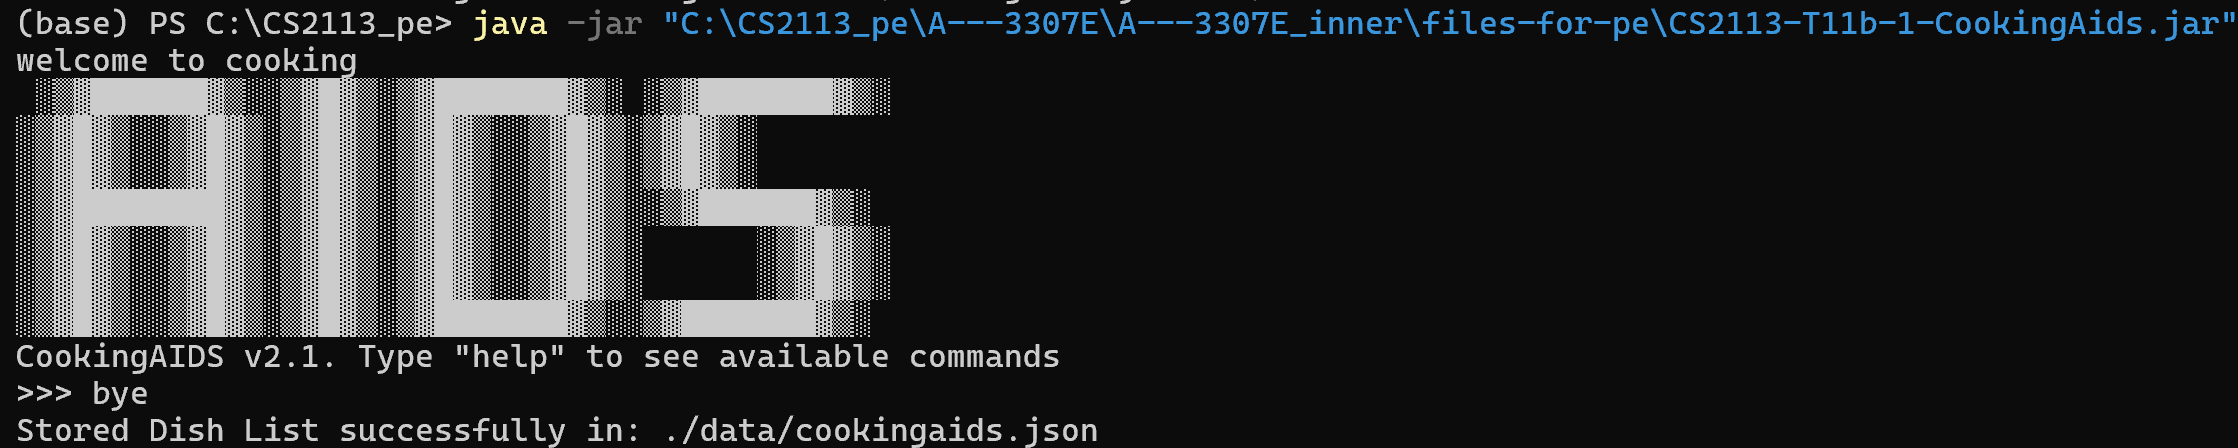 (base) PS C:\CS2113_pe> java -jar "C:\CS2113_pe\A---3307E\A---3307E_inner\files-for-pe\CS2113-T11b-1-CookingAids.jar"
welcome to cooking
AIDS
CookingAIDS v2.1. Type "help" to see available commands
>>> bye
Stored Dish List successfully in: ./data/cookingaids.json